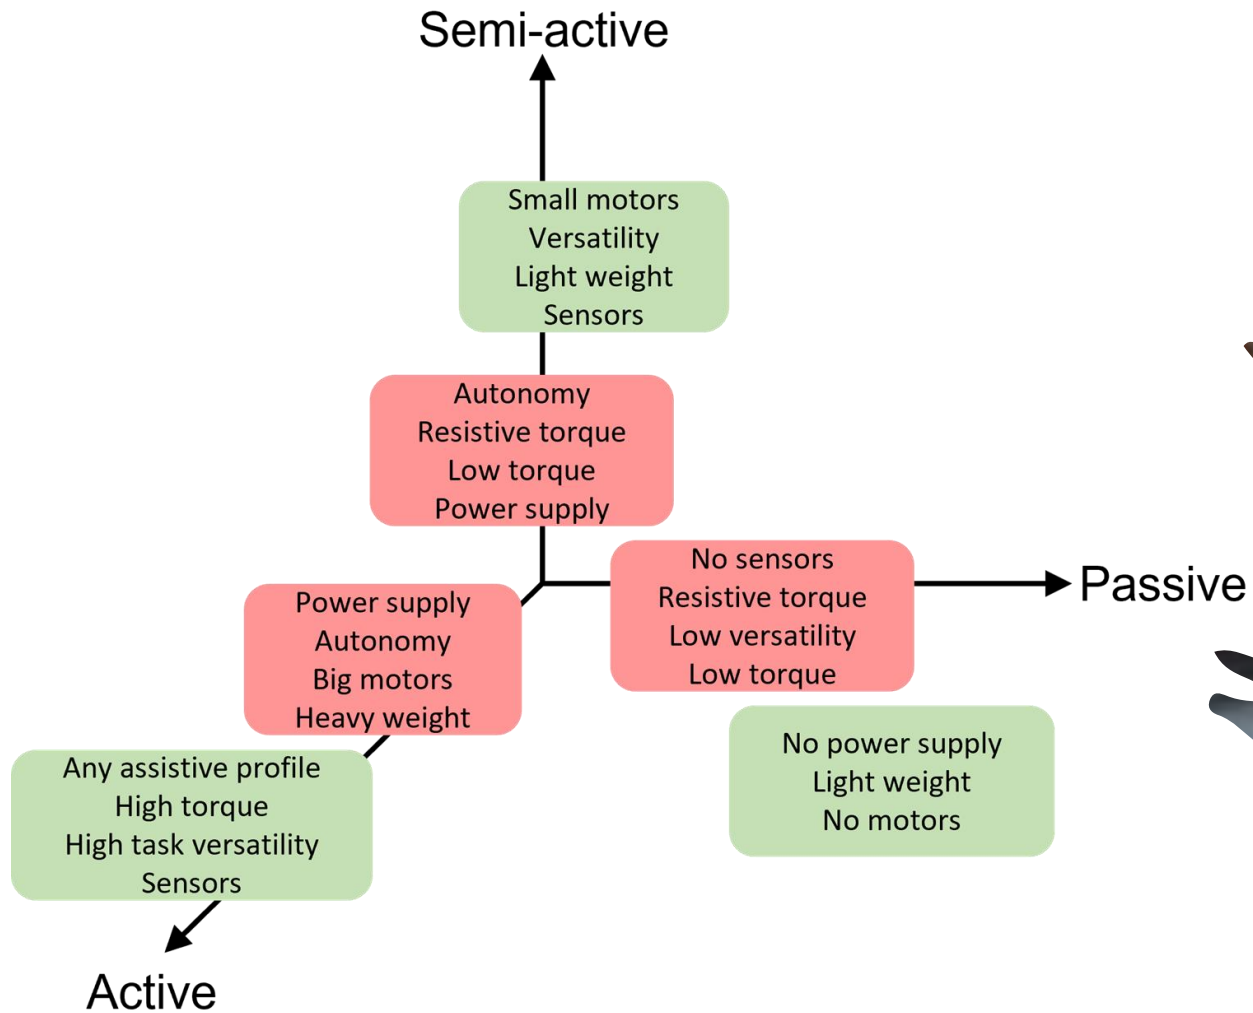 Semi-active
Small motors
Versatility
Light weight
Sensors
Autonomy
Resistive torque
Low torque
Power supply
No sensors
Resistive torque
Low versatility
Low torque
Passive
Power supply
Autonomy
Big motors
Heavy weight
No power supply
Light weight
No motors
Any assistive profile
High torque
High task versatility
Sensors
Active